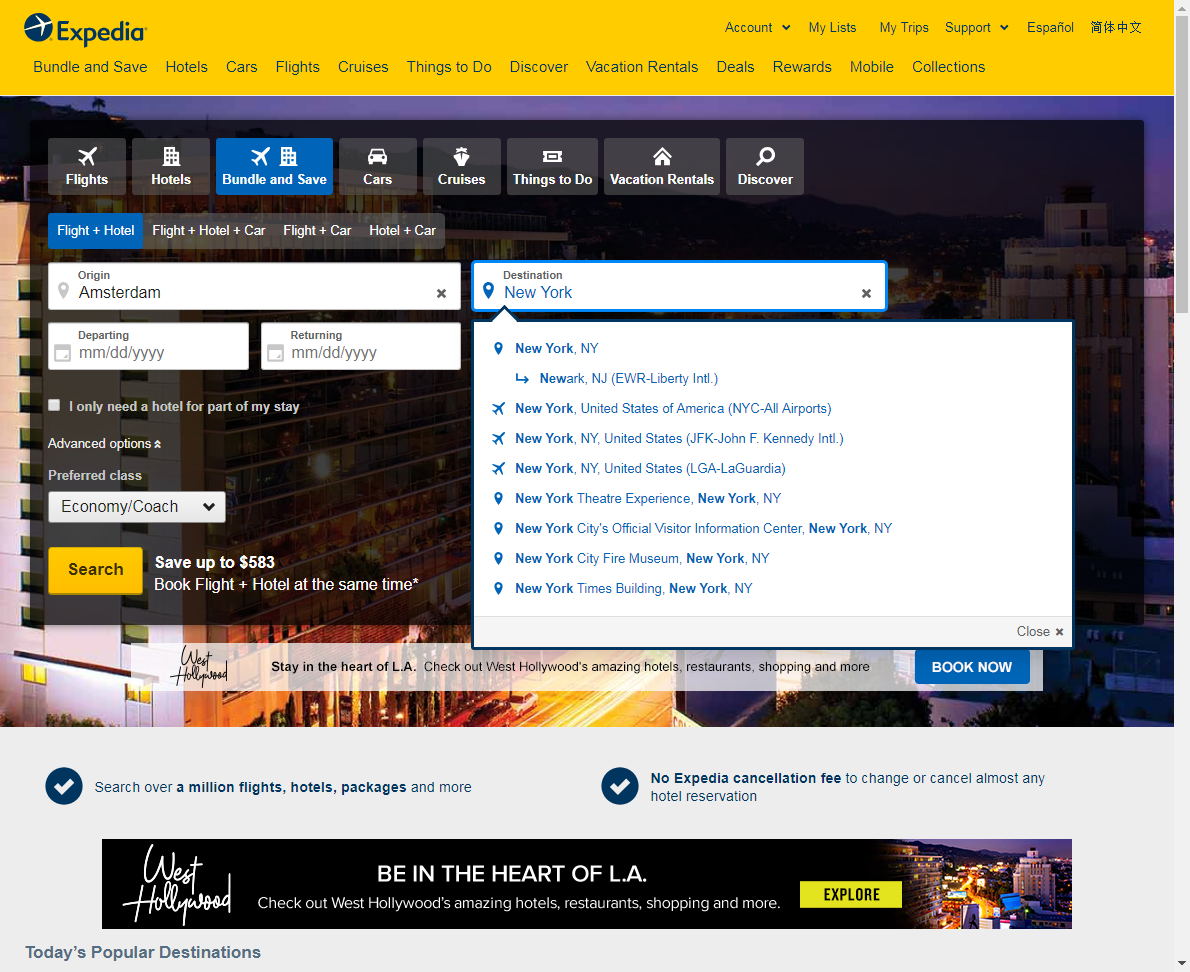 Expedia
Account My Lists My Trips Support Español 简体中文
Bundle and Save Hotels Cars Flights Cruises Things to Do Discover Vacation Rentals Deals Rewards Mobile Collections
Flights Hotels Bundle and Save Cars Cruises Things to Do Vacation Rentals Discover
Flight + Hotel Flight + Hotel + Car Flight + Car Hotel + Car
Origin
Amsterdam
Destination
New York
Departing
mm/dd/yyyy
Returning
mm/dd/yyyy
New York, NY
Newark, NJ (EWR-Liberty Intl.)
New York, United States of America (NYC-All Airports)
New York, NY, United States (JFK-John F. Kennedy Intl.)
New York, NY, United States (LGA-LaGuardia)
New York Theatre Experience, New York, NY
New York City's Official Visitor Information Center, New York, NY
New York City Fire Museum, New York, NY
New York Times Building, New York, NY
Close
I only need a hotel for part of my stay
Advanced options
Preferred class
Economy/Coach
Search
Save up to $583
Book Flight + Hotel at the same time*
West
Hollywood
Stay in the heart of L.A. Check out West Hollywood's amazing hotels, restaurants, shopping and more
BOOK NOW
Search over a million flights, hotels, packages and more
No Expedia cancellation fee to change or cancel almost any
hotel reservation
West
Hollywood
BE IN THE HEART OF L.A.
Check out West Hollywood's amazing hotels, restaurants, shopping and more.
EXPLORE
Today's Popular Destinations